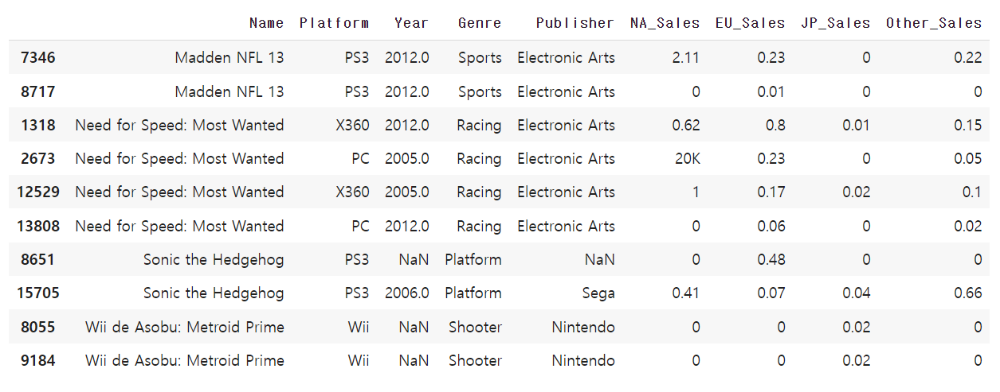 Name Platform Year Genre Publisher NA_Sales EU_Sales JP_Sales Other_Sales
7346 Madden NFL 13 PS3 2012.0 Sports Electronic Arts 2.11 0.23 0 0.22
8717 Madden NFL 13 PS3 2012.0 Sports Electronic Arts 0 0.01 0 0
1318 Need for Speed: Most Wanted X360 2012.0 Racing Electronic Arts 0.62 0.8 0.01 0.15
2673 Need for Speed: Most Wanted PC 2005.0 Racing Electronic Arts 20K 0.23 0 0.05
12529 Need for Speed: Most Wanted X360 2005.0 Racing Electronic Arts 1 0.17 0.02 0.1
13808 Need for Speed: Most Wanted PC 2012.0 Racing Electronic Arts 0 0.06 0 0.02
8651 Sonic the Hedgehog PS3 NaN Platform NaN 0 0.48 0 0
15705 Sonic the Hedgehog PS3 2006.0 Platform Sega 0.41 0.07 0.04 0.66
8055 Wii de Asobu: Metroid Prime Wii NaN Shooter Nintendo 0 0 0.02 0
9184 Wii de Asobu: Metroid Prime Wii NaN Shooter Nintendo 0 0 0.02 0